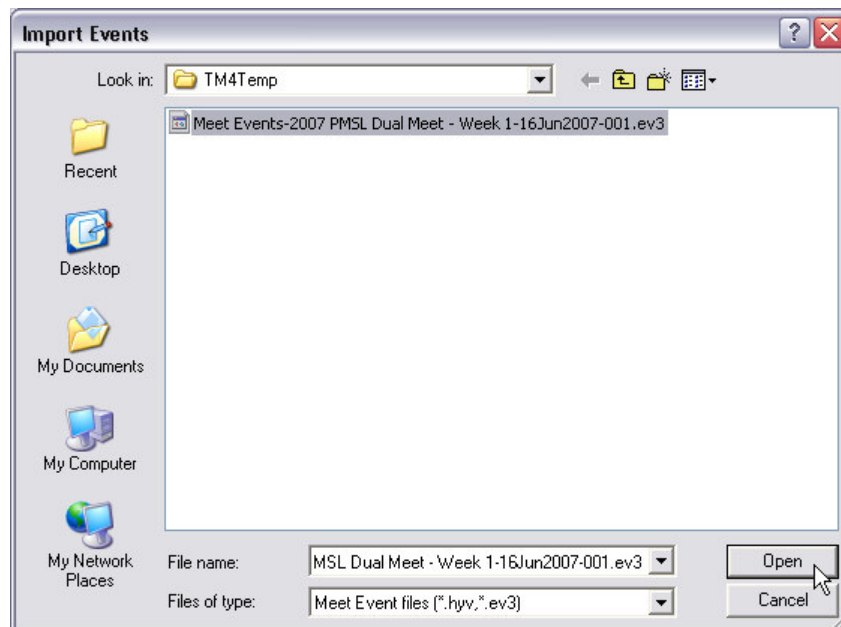 Import Events
Look in: TM4Temp
Meet Events-2007 PMSL Dual Meet - Week 1-16Jun2007-001.ev3
Recent
Desktop
My Documents
My Computer
My Network
Places
File name: MSL Dual Meet - Week 1-16Jun2007-001.ev3 Open
Files of type: Meet Event files (*.hyv,*.ev3) Cancel